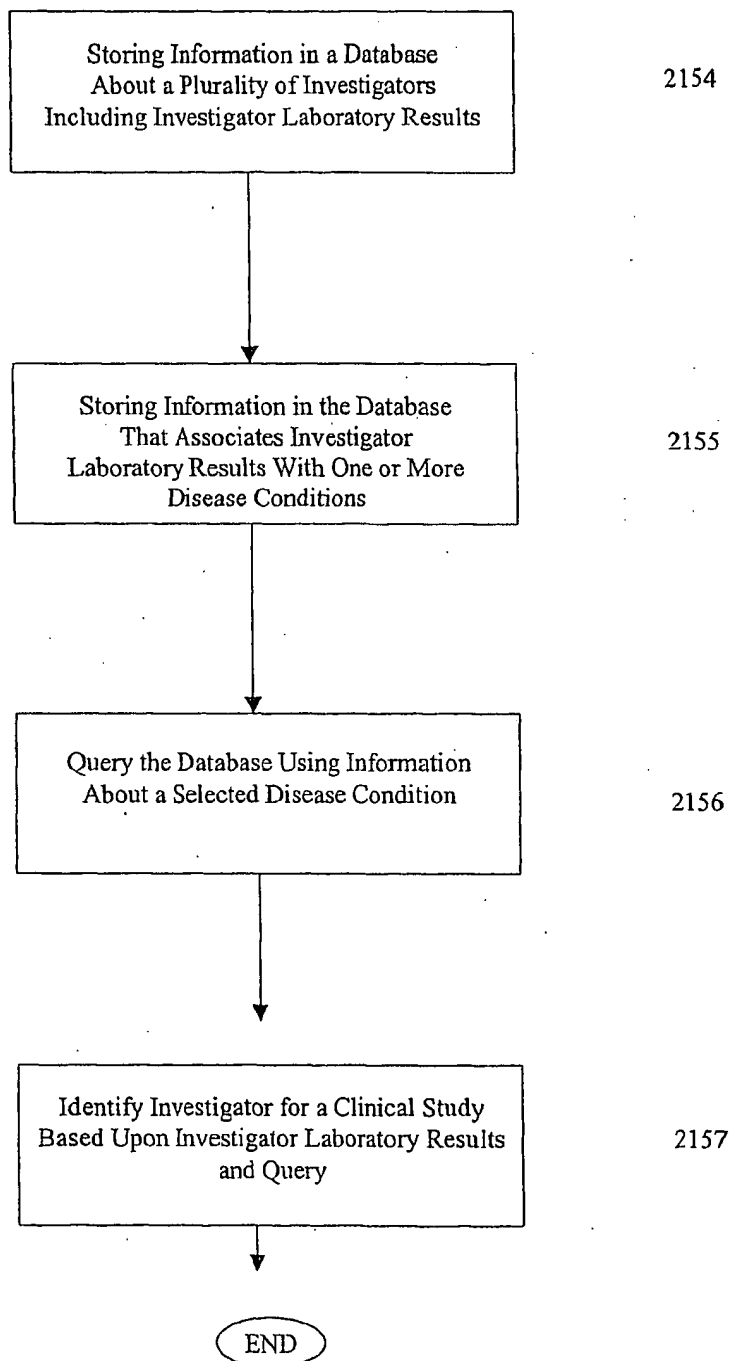 Storing Information in a Database
About a Plurality of Investigators
Including Investigator Laboratory Results
2154
Storing Information in the Database
That Associates Investigator
Laboratory Results With One or More
Disease Conditions
2155
Query the Database Using Information
About a Selected Disease Condition
2156
Identify Investigator for a Clinical Study
Based Upon Investigator Laboratory Results
and Query
2157
END